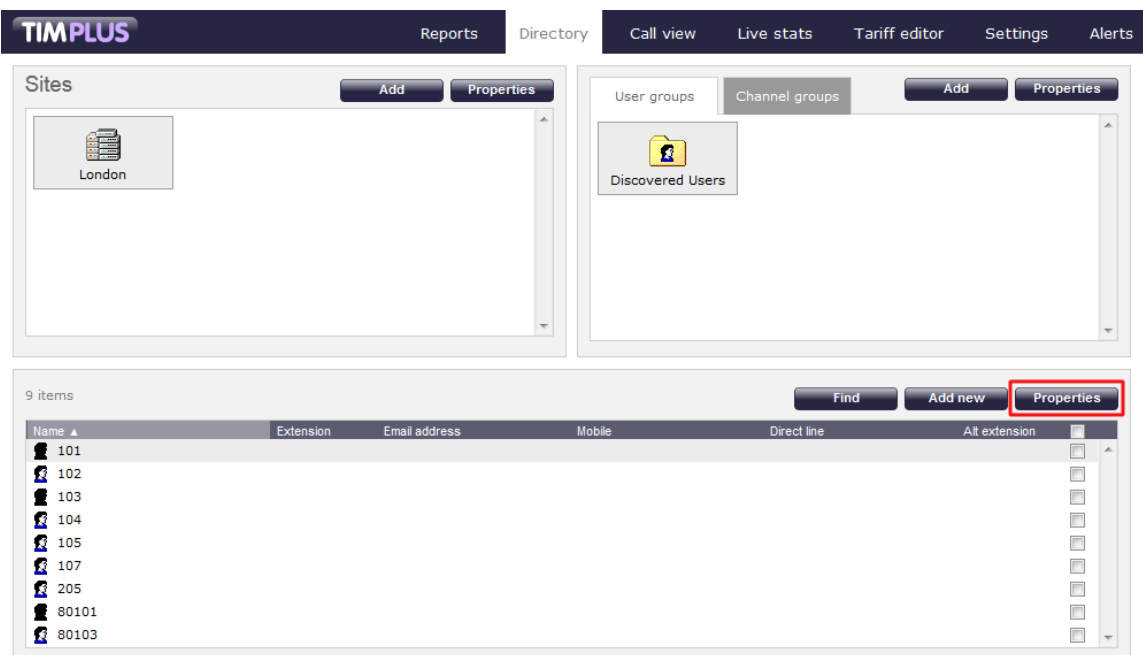 TIMPLUS Reports Directory Call view Live stats Tariff editor Settings Alerts
Sites Add Properties
London
User groups Channel groups Add Properties
Discovered Users
9 items Find Add new Properties
Name ▲ Extension Email address Mobile Direct line Alt extension
101
102
103
104
105
107
205
80101
80103